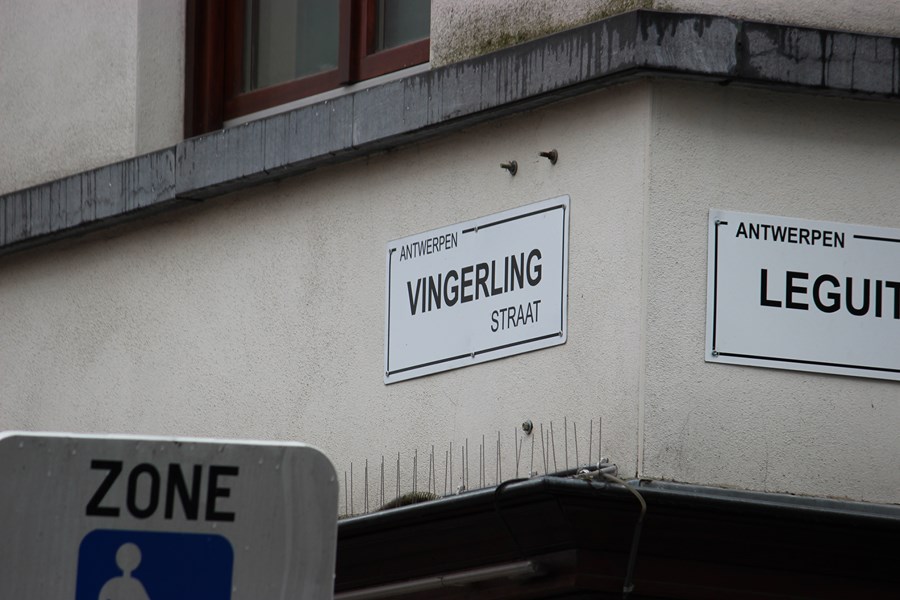 ANTWERPEN
VINGERLING
STRAAT
ANTWERPEN
LEGUIT
ZONE